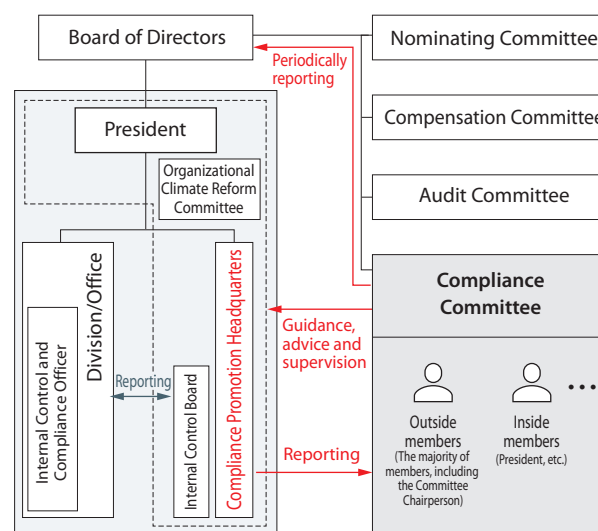 Board of Directors
Nominating Committee
Periodically
reporting
President
Compensation Committee
Organizational
Climate Reform
Committee
Audit Committee
Division/Office
Internal Control and
Compliance Officer
Reporting
Internal Control Board
Compliance Promotion Headquarters
Guidance,
advice and
supervision
Reporting
Compliance
Committee
Outside
members
(The majority of
members, including
the Committee
Chairperson)
Inside
members
(President, etc.)
•••